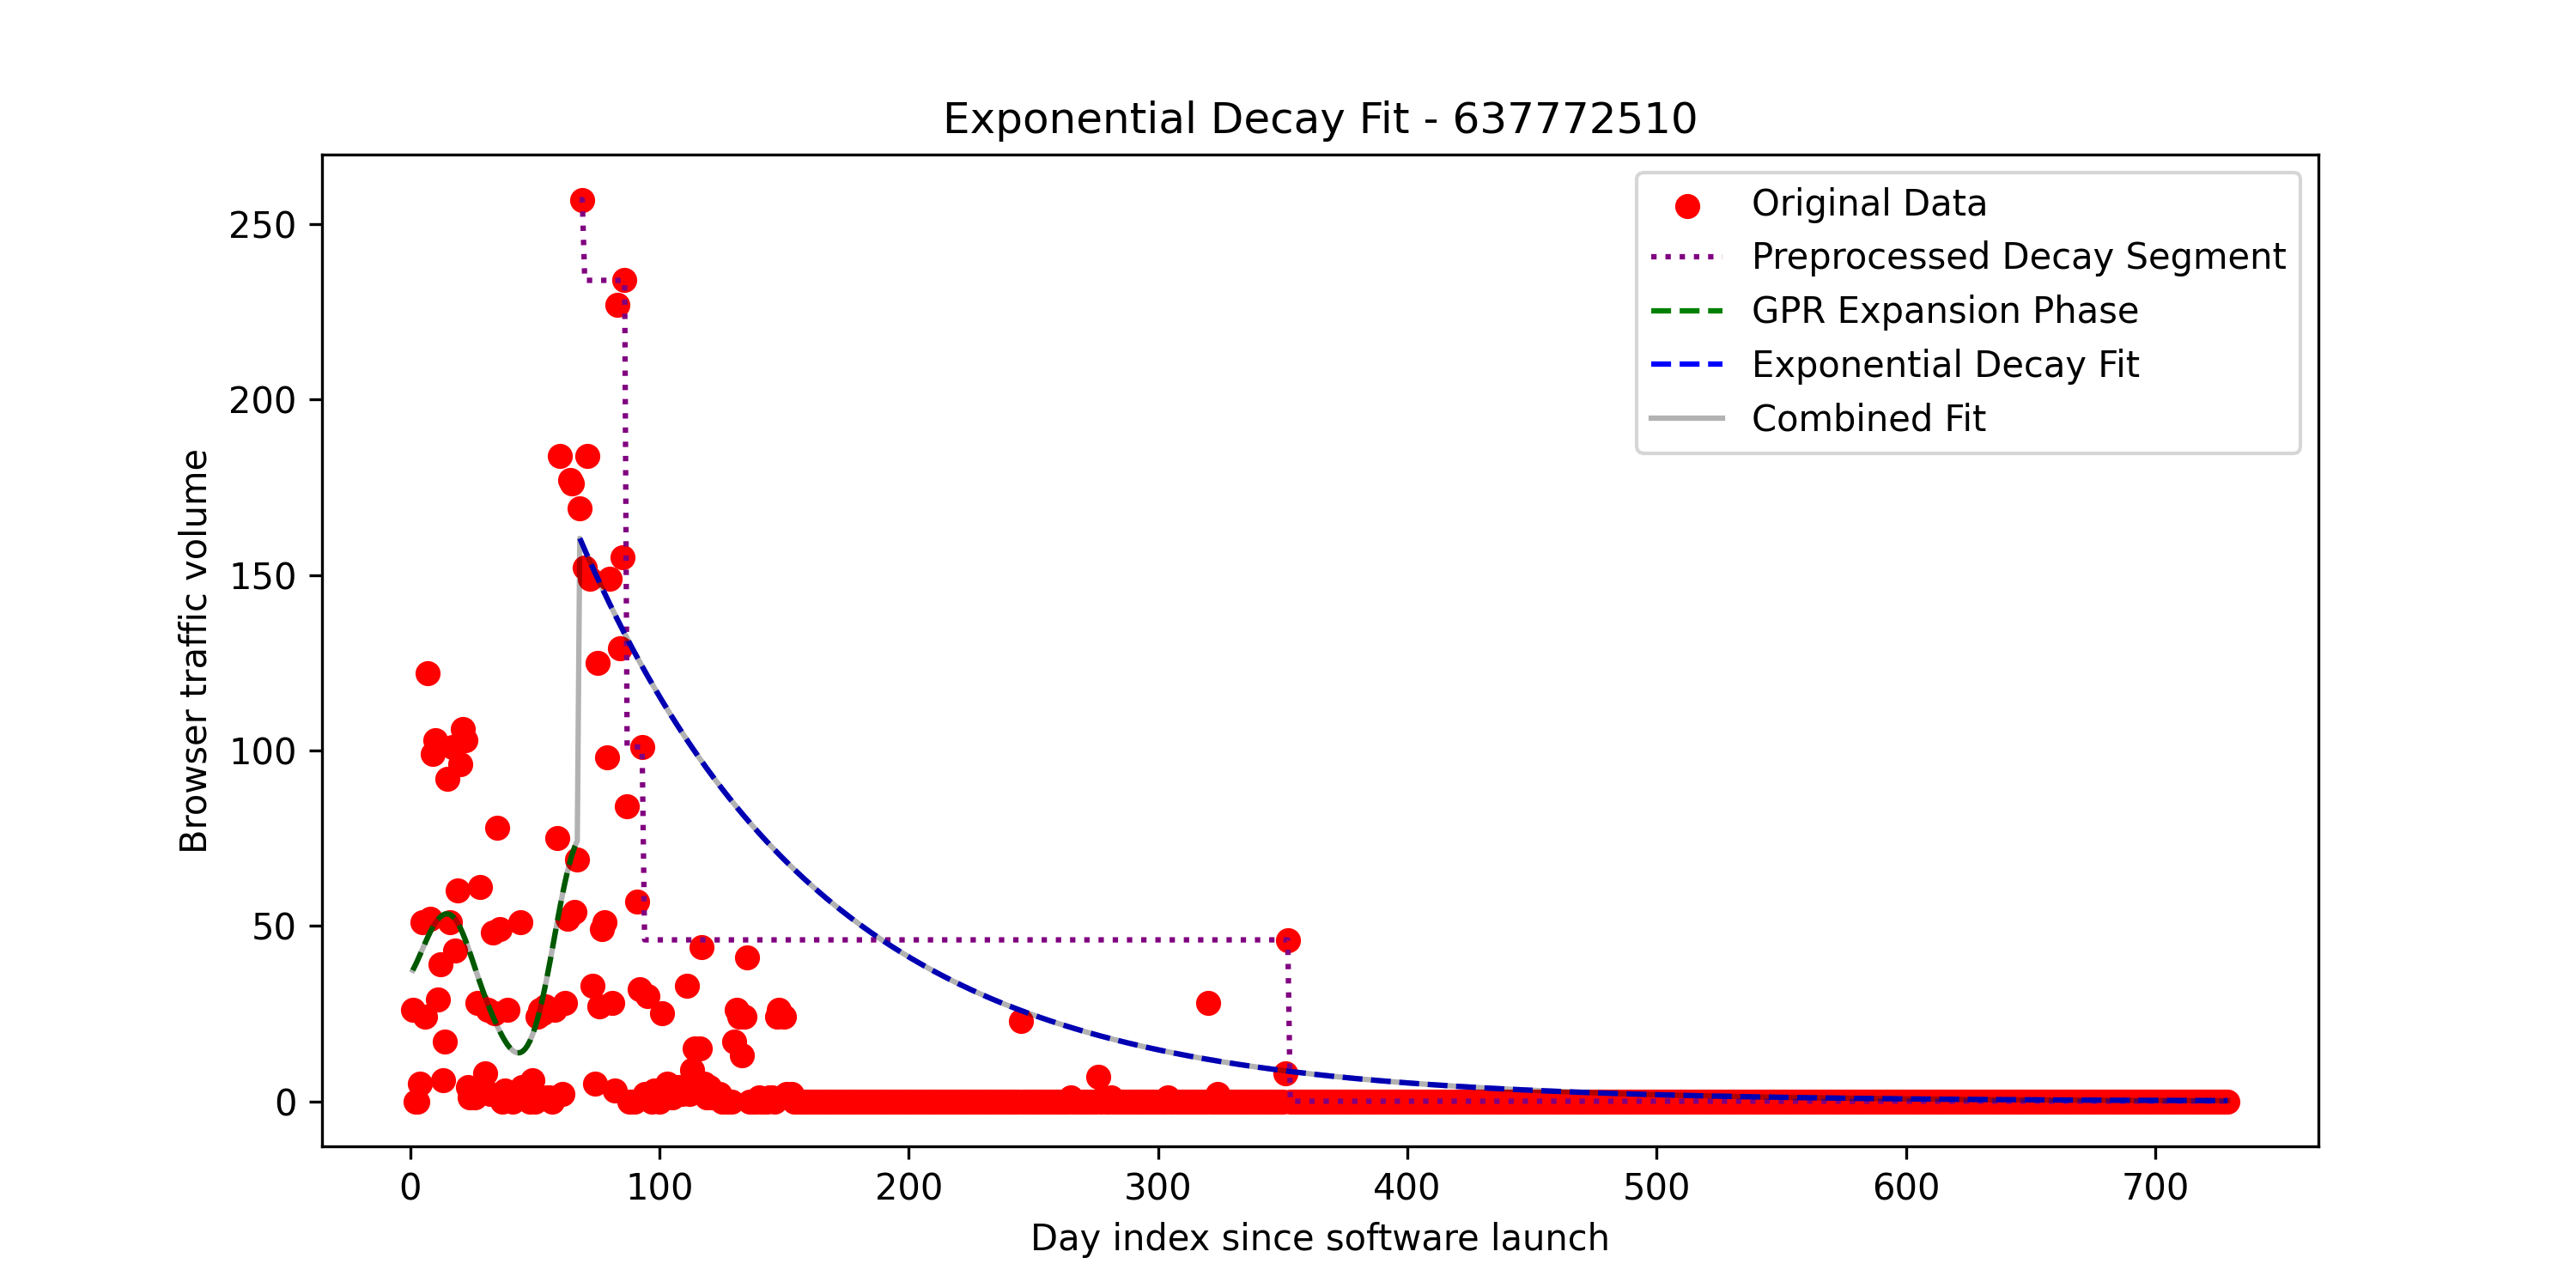 Exponential Decay Fit - 637772510
Original Data
Preprocessed Decay Segment
GPR Expansion Phase
Exponential Decay Fit
Combined Fit
Browser traffic volume
250
200
150
100
50
0
0 100 200 300 400 500 600 700
Day index since software launch